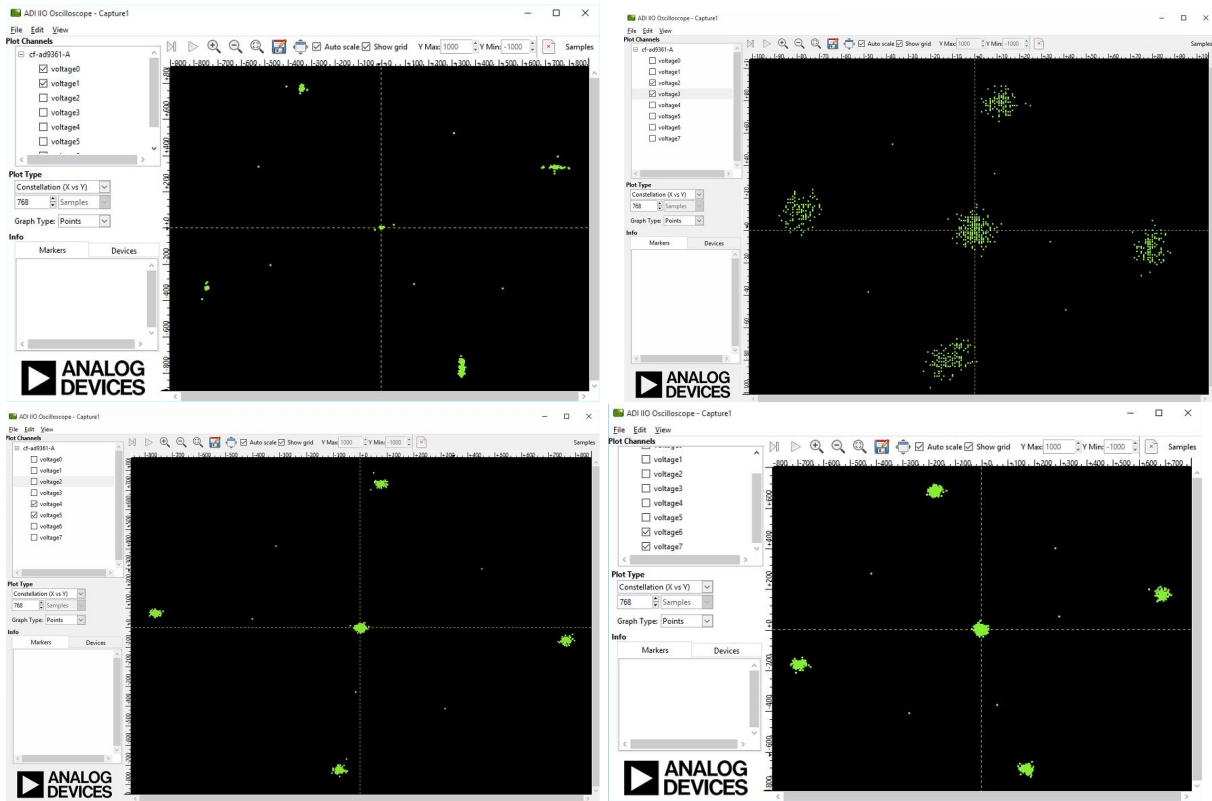 ADI IIO Oscilloscope - Capture1
File Edit View
Plot Channels
Auto scale Show grid Y Max: 1000 Y Min: -1000 Samples
cf-ad9361-A
voltage0
voltage1
voltage2
voltage3
voltage4
voltage5
Plot Type
Constellation (X vs Y)
768 Samples
Graph Type: Points
Info
Markers Devices
ANALOG
DEVICES
ADI IIO Oscilloscope - Capture1
File Edit View
Plot Channels
Auto scale Show grid Y Max: 1000 Y Min: -1000 Samples
cf-ad9361-A
voltage0
voltage1
voltage2
voltage3
voltage4
voltage5
voltage6
voltage7
Plot Type
Constellation (X vs Y)
768 Samples
Graph Type: Points
Info
Markers Devices
ANALOG
DEVICES
ADI IIO Oscilloscope - Capture1
File Edit View
Plot Channels
Auto scale Show grid Y Max: 1000 Y Min: -1000 Samples
cf-ad9361-A
voltage0
voltage1
voltage2
voltage3
voltage4
voltage5
voltage6
voltage7
Plot Type
Constellation (X vs Y)
768 Samples
Graph Type: Points
Info
Markers Devices
ANALOG
DEVICES
ADI IIO Oscilloscope - Capture1
File Edit View
Plot Channels
Auto scale Show grid Y Max: 1000 Y Min: -1000 Samples
voltage1
voltage2
voltage3
voltage4
voltage5
voltage6
voltage7
Plot Type
Constellation (X vs Y)
768 Samples
Graph Type: Points
Info
Markers Devices
ANALOG
DEVICES